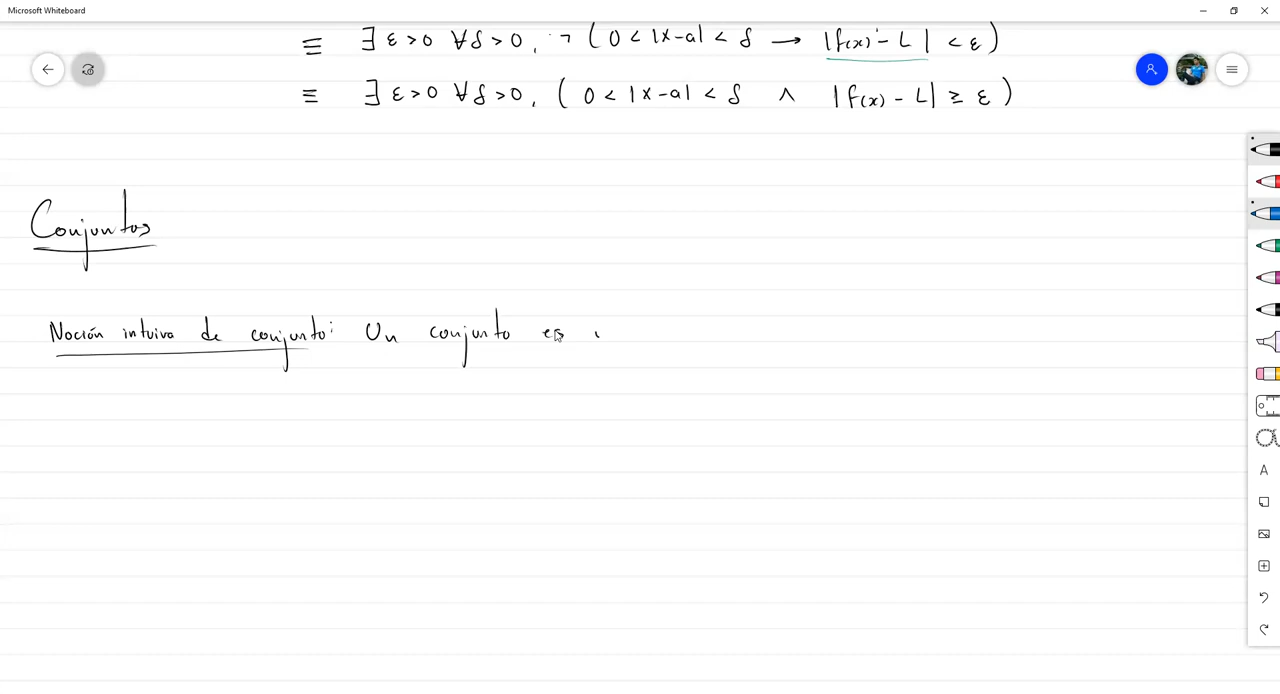 Microsoft Whiteboard
≡ ∃ ε > 0 ∀ δ > 0, ¬ ( 0 < |x-a| < δ → |f(x) - L| < ε )
≡ ∃ ε > 0 ∀ δ > 0, ( 0 < |x-a| < δ ∧ |f(x) - L| ≥ ε )
Conjuntos
Noción intuiva de conjunto: Un conjunto es
A